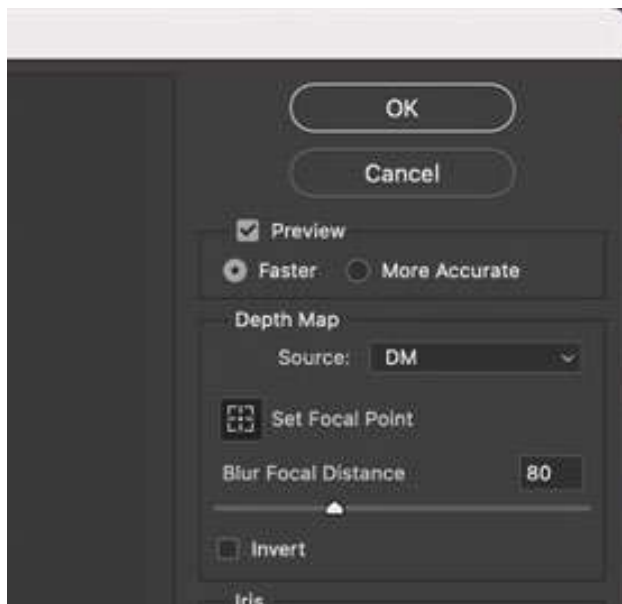 OK
Cancel
Preview
Faster More Accurate
Depth Map
Source: DM
Set Focal Point
Blur Focal Distance 80
Invert
Iris